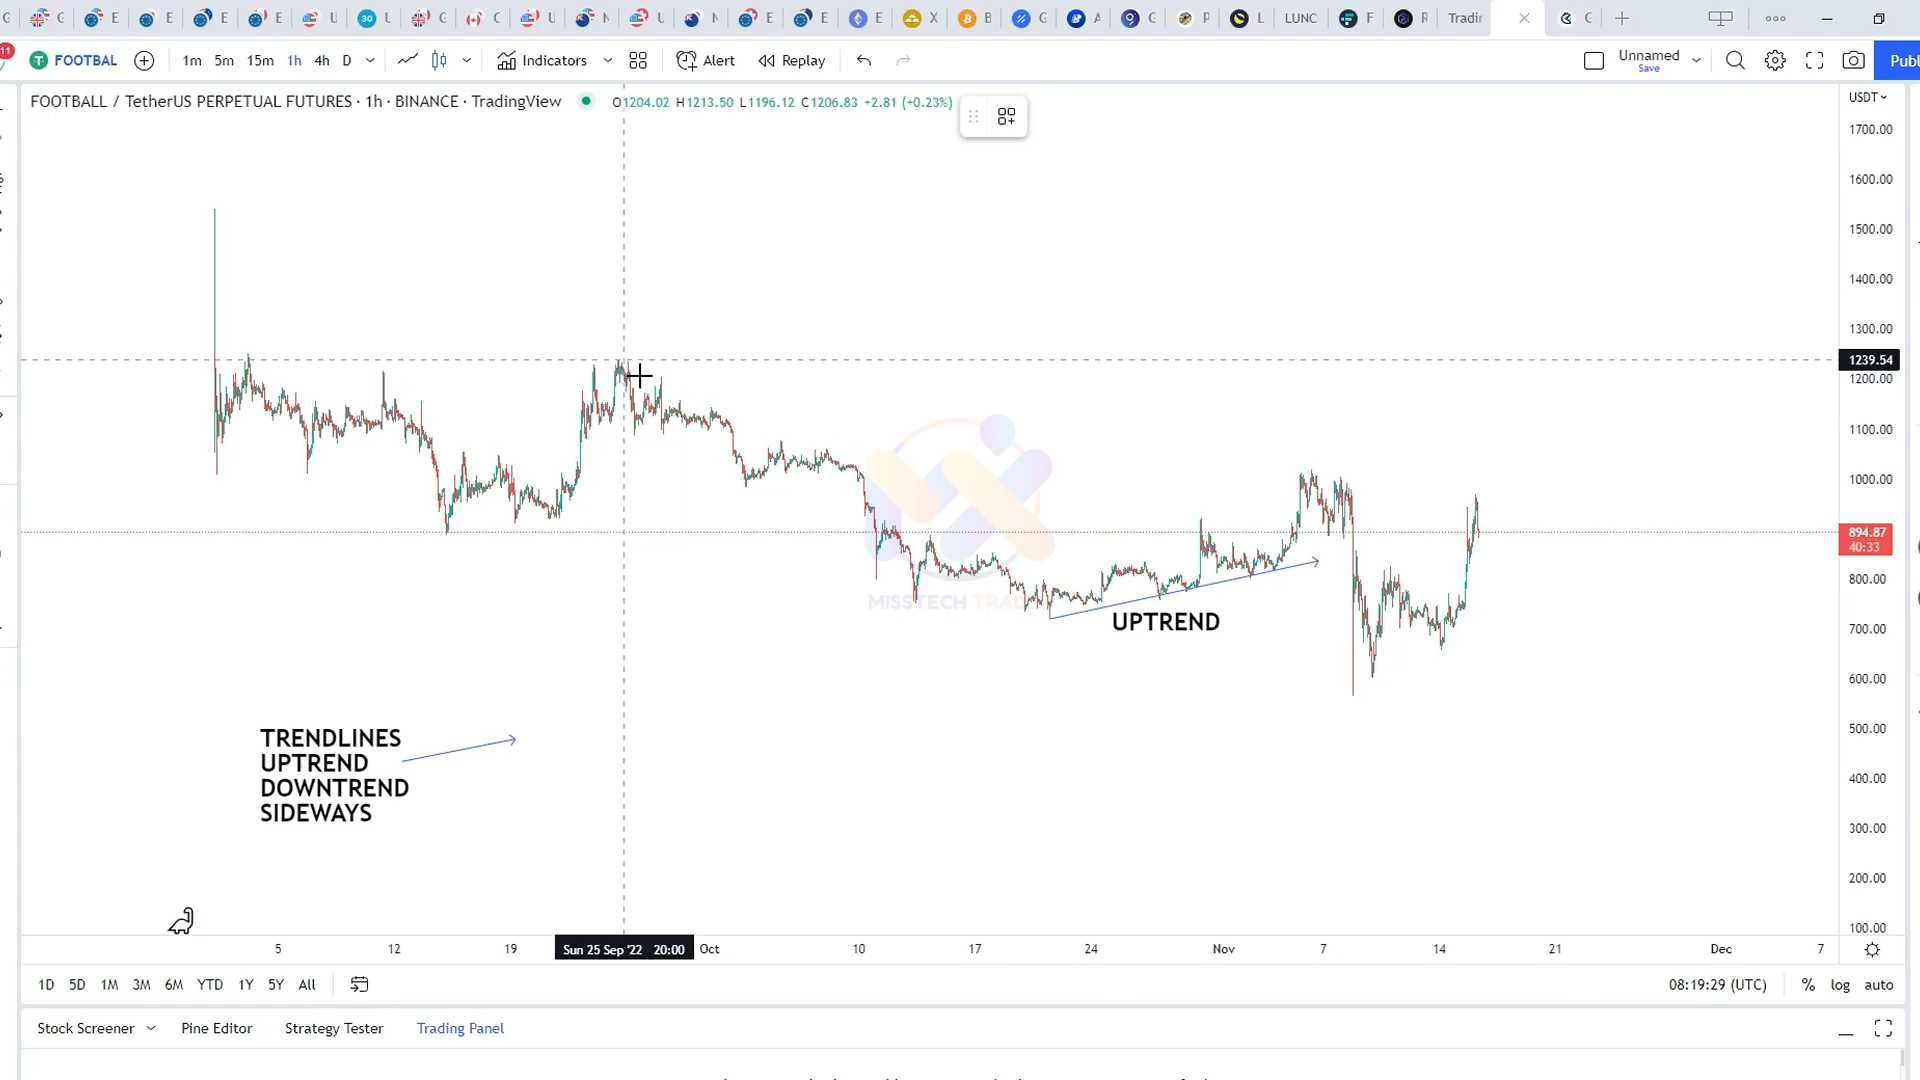 G E E E E U 30 U G C U N U N E E E X B G A G P L LUNC F R Tradin G
11 FOOTBAL 1m 5m 15m 1h 4h D Indicators Alert Replay Unnamed Save Publ
FOOTBALL / TetherUS PERPETUAL FUTURES · 1h · BINANCE · TradingView O1204.02 H1213.50 L1196.12 C1206.83 +2.81 (+0.23%) USDT
1700.00
1600.00
1500.00
1400.00
1300.00
1239.54
1200.00
1100.00
1000.00
894.87
40:33
800.00
MISSTECH TRAD
UPTREND
700.00
600.00
TRENDLINES
UPTREND
DOWNTREND
SIDEWAYS
500.00
400.00
300.00
200.00
100.00
5 12 19 Sun 25 Sep '22 20:00 Oct 10 17 24 Nov 7 14 21 Dec 7
1D 5D 1M 3M 6M YTD 1Y 5Y All 08:19:29 (UTC) % log auto
Stock Screener Pine Editor Strategy Tester Trading Panel